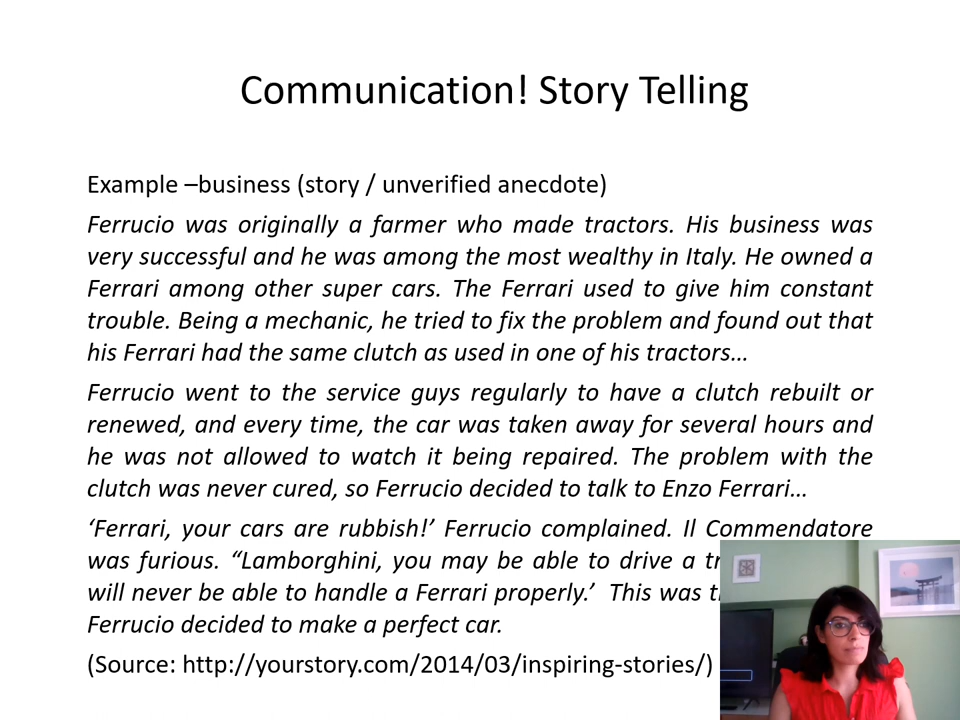 Communication! Story Telling
Example –business (story / unverified anecdote)
Ferrucio was originally a farmer who made tractors. His business was
very successful and he was among the most wealthy in Italy. He owned a
Ferrari among other super cars. The Ferrari used to give him constant
trouble. Being a mechanic, he tried to fix the problem and found out that
his Ferrari had the same clutch as used in one of his tractors…
Ferrucio went to the service guys regularly to have a clutch rebuilt or
renewed, and every time, the car was taken away for several hours and
he was not allowed to watch it being repaired. The problem with the
clutch was never cured, so Ferrucio decided to talk to Enzo Ferrari…
‘Ferrari, your cars are rubbish!’ Ferrucio complained. Il Commendatore
was furious. “Lamborghini, you may be able to drive a
will never be able to handle a Ferrari properly.’ This was
Ferrucio decided to make a perfect car.
(Source: http://yourstory.com/2014/03/inspiring-stories/)